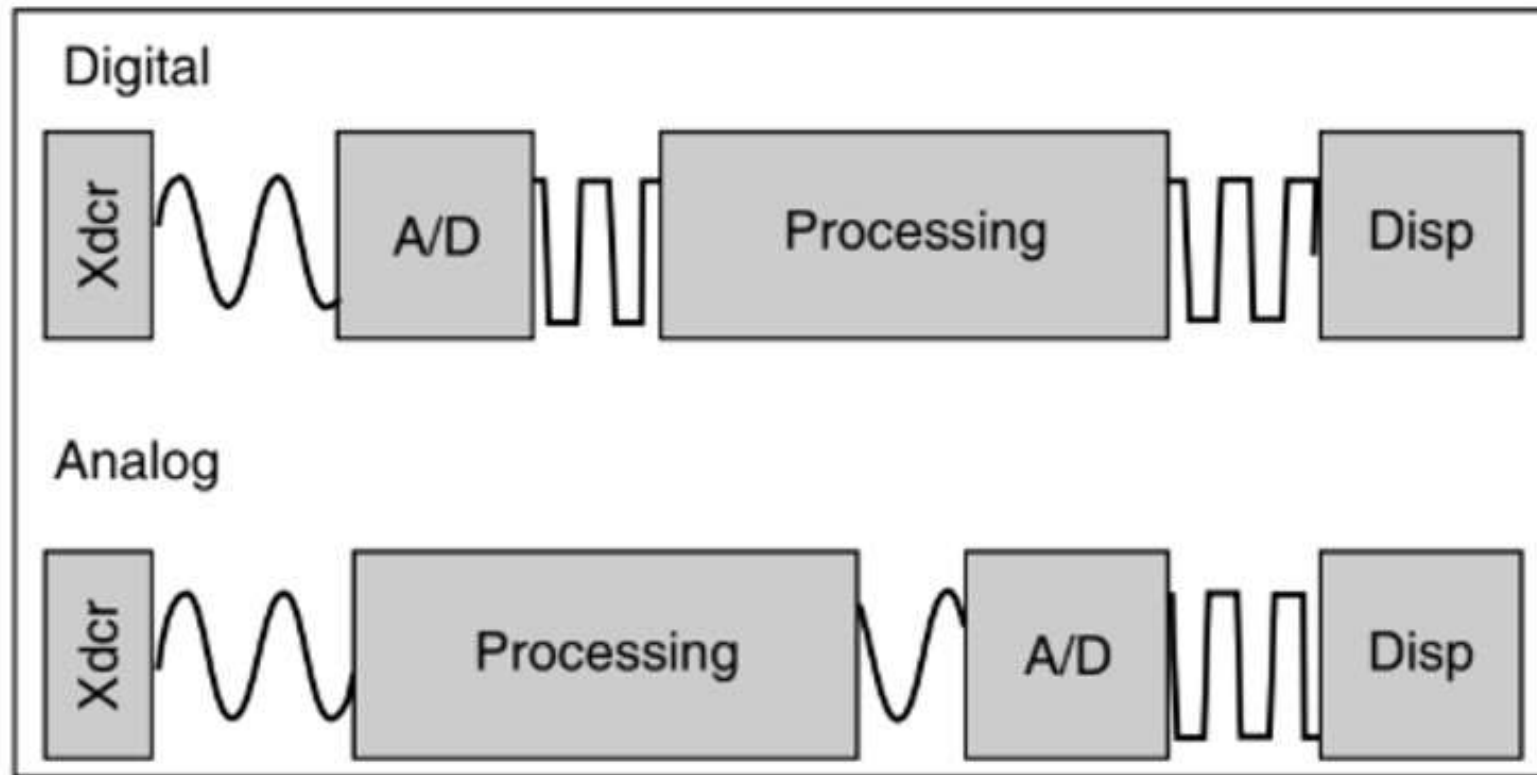 Digital
Xdcr
A/D
Processing
Disp
Analog
Xdcr
Processing
A/D
Disp